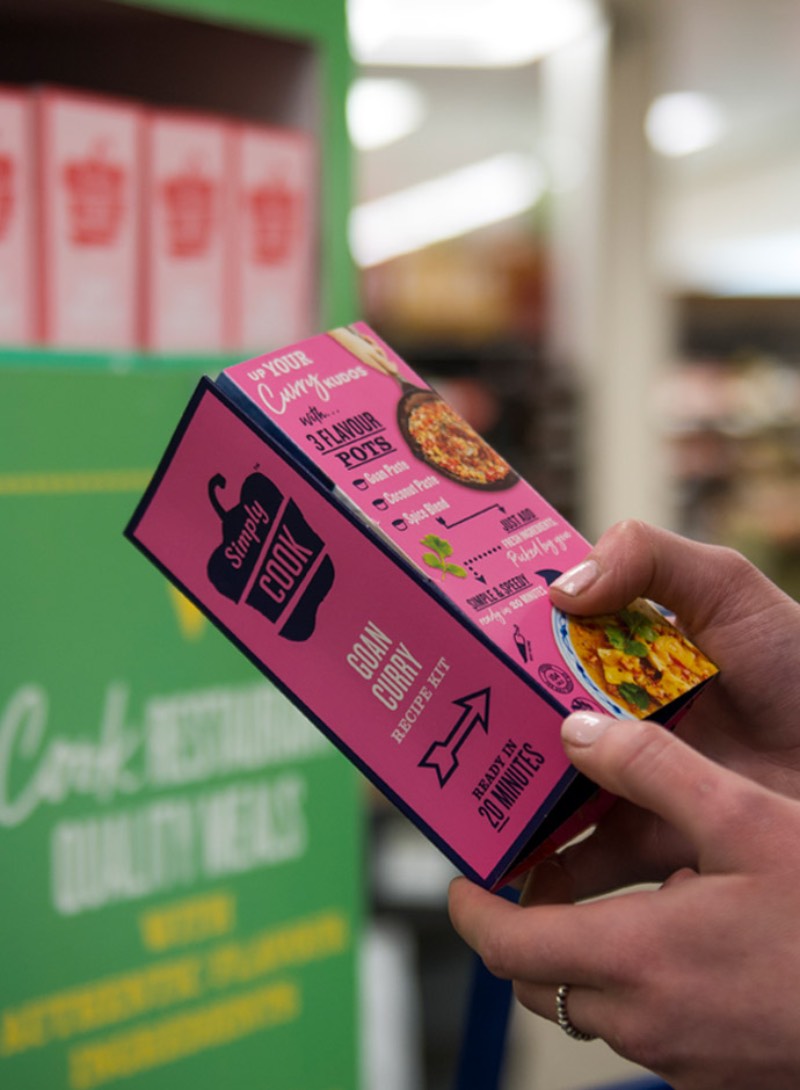 UP YOUR
Curry KUDOS
with...
3 FLAVOUR
POTS
Goan Paste
Coconut Paste
Spice Blend
JUST ADD
FRESH INGREDIENTS
Picked by you
SIMPLE & SPEEDY
ready in 20 MINUTES
Simply
COOK
™
GOAN
CURRY
RECIPE KIT
READY IN
20 MINUTES
Cook RESTAURANT
QUALITY MEALS
WITH
AUTHENTIC FLAVOUR
INGREDIENTS